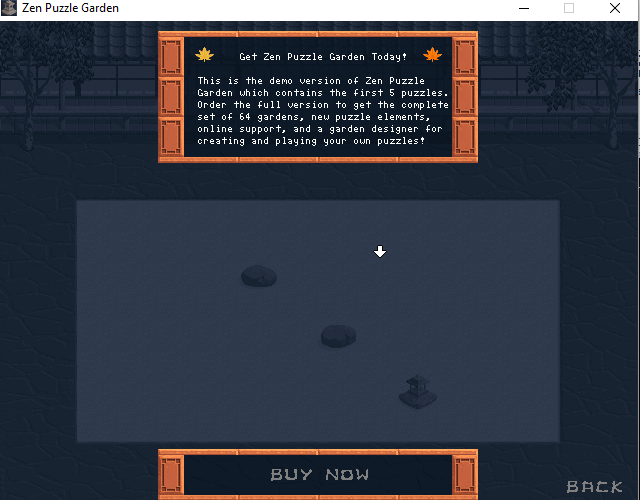 Zen Puzzle Garden
Get Zen Puzzle Garden Today!
This is the demo version of Zen Puzzle
Garden which contains the first 5 puzzles.
Order the full version to get the complete
set of 64 gardens, new puzzle elements,
online support, and a garden designer for
creating and playing your own puzzles!
BUY NOW
BACK